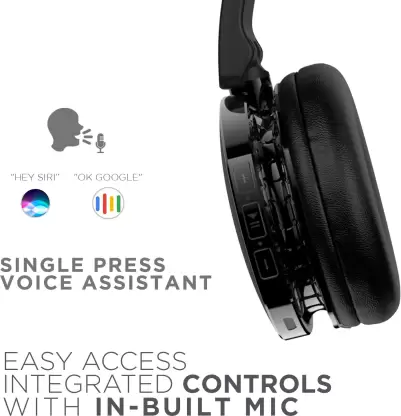 "HEY SIRI" "OK GOOGLE"
SINGLE PRESS
VOICE ASSISTANT
EASY ACCESS
INTEGRATED CONTROLS
WITH IN-BUILT MIC